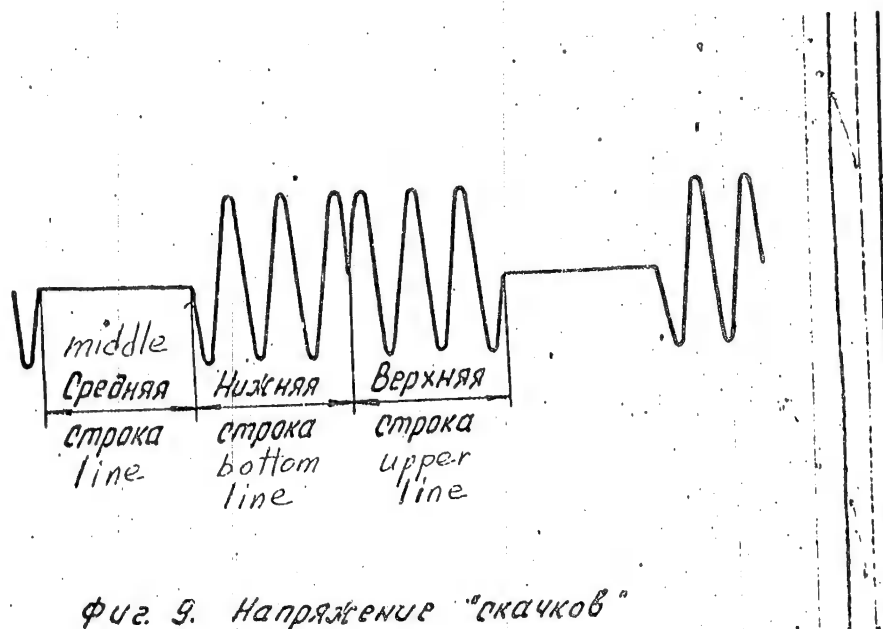 middle
Средняя
строка
line
Нижняя
строка
bottom
line
Верхняя
строка
upper
line
Фиг. 9. Напряжение "скачков"